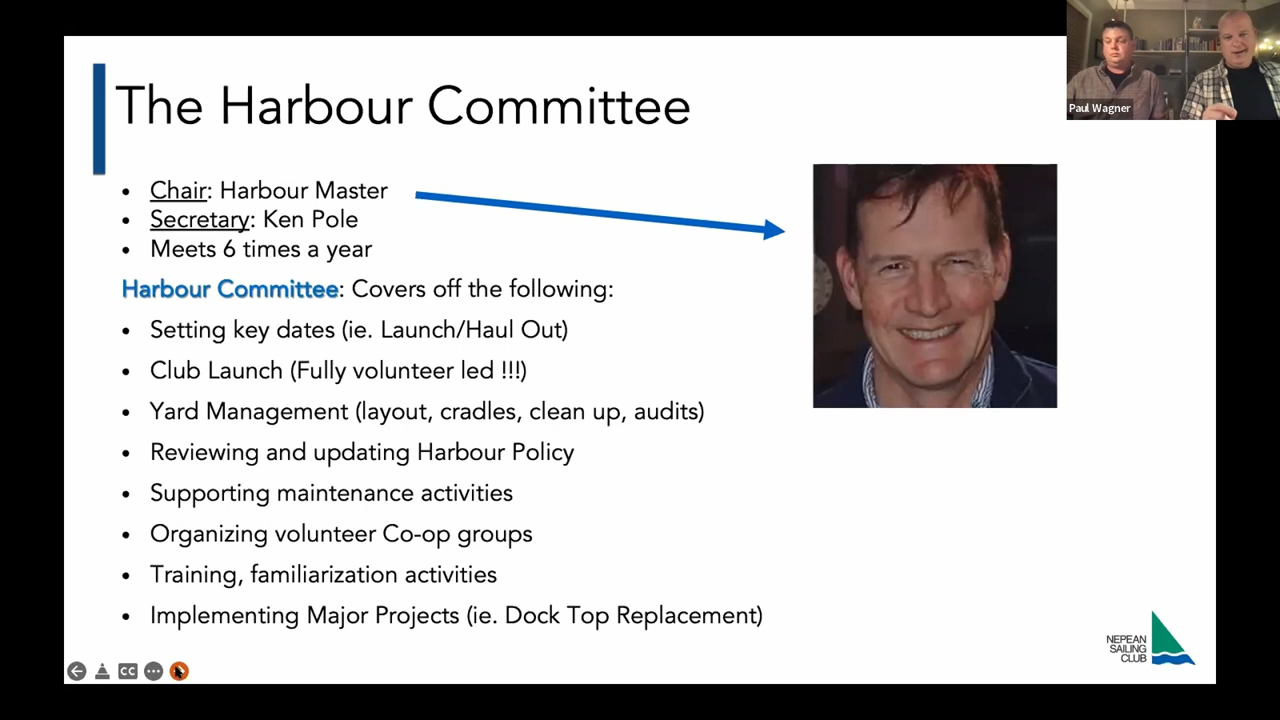 The Harbour Committee
Paul Wagner
• Chair: Harbour Master
• Secretary: Ken Pole
• Meets 6 times a year
Harbour Committee: Covers off the following:
• Setting key dates (ie. Launch/Haul Out)
• Club Launch (Fully volunteer led !!!)
• Yard Management (layout, cradles, clean up, audits)
• Reviewing and updating Harbour Policy
• Supporting maintenance activities
• Organizing volunteer Co-op groups
• Training, familiarization activities
• Implementing Major Projects (ie. Dock Top Replacement)
NEPEAN
SAILING
CLUB
CC